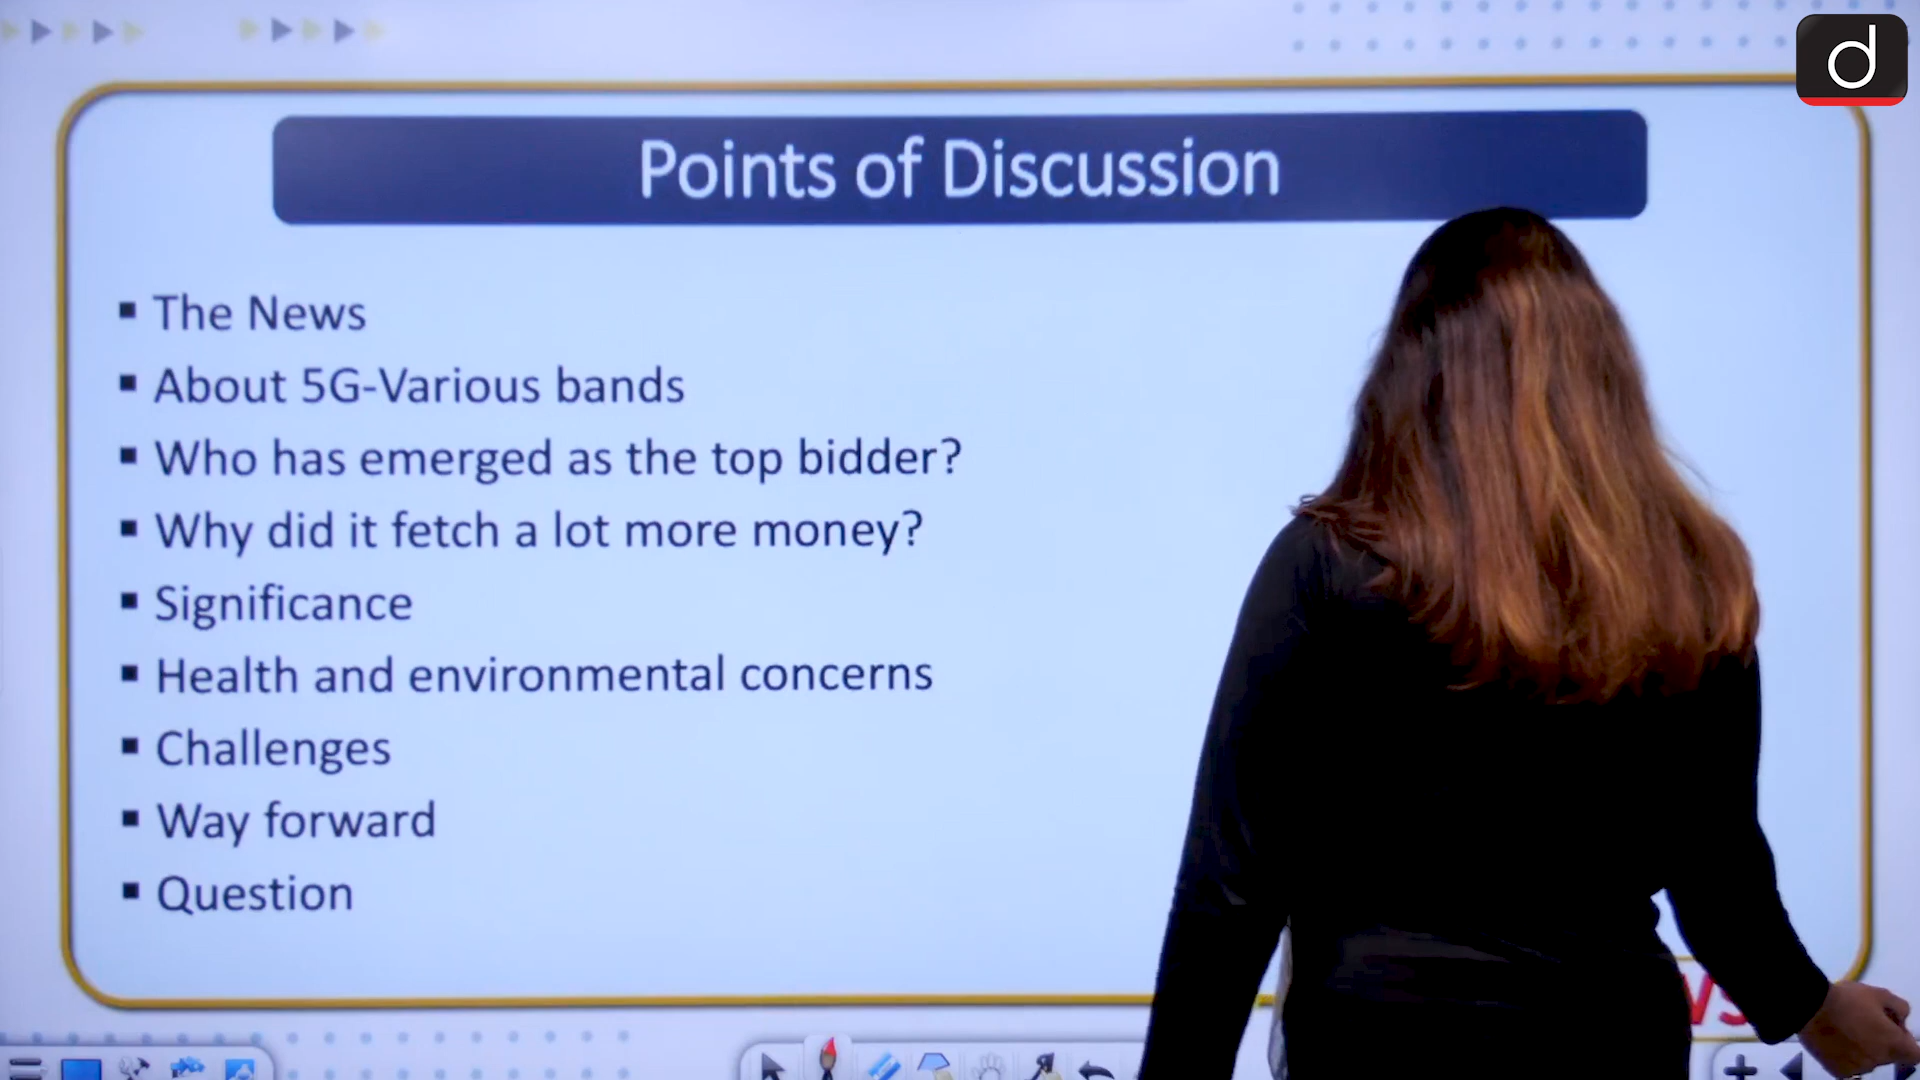 d
Points of Discussion
▪ The News
▪ About 5G-Various bands
▪ Who has emerged as the top bidder?
▪ Why did it fetch a lot more money?
▪ Significance
▪ Health and environmental concerns
▪ Challenges
▪ Way forward
▪ Question